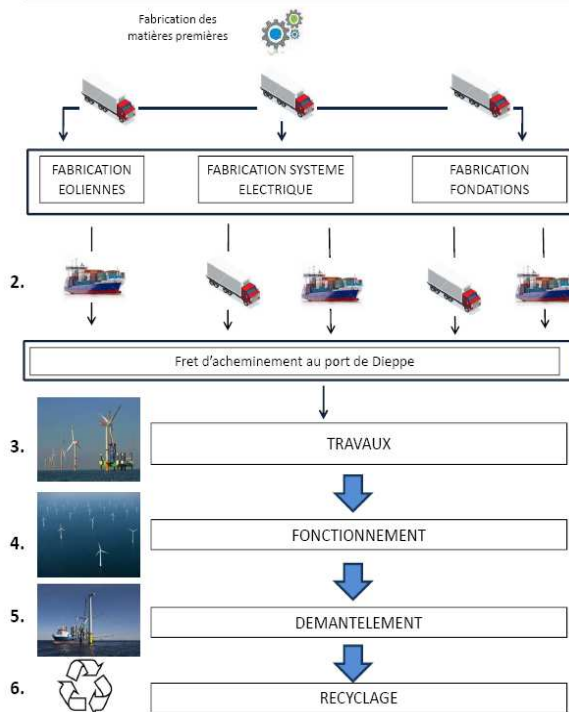 Fabrication des
matières premières
FABRICATION
EOLIENNES
FABRICATION SYSTEME
ELECTRIQUE
FABRICATION
FONDATIONS
2.
Fret d’acheminement au port de Dieppe
3.
TRAVAUX
4.
FONCTIONNEMENT
5.
DEMANTELEMENT
6.
RECYCLAGE